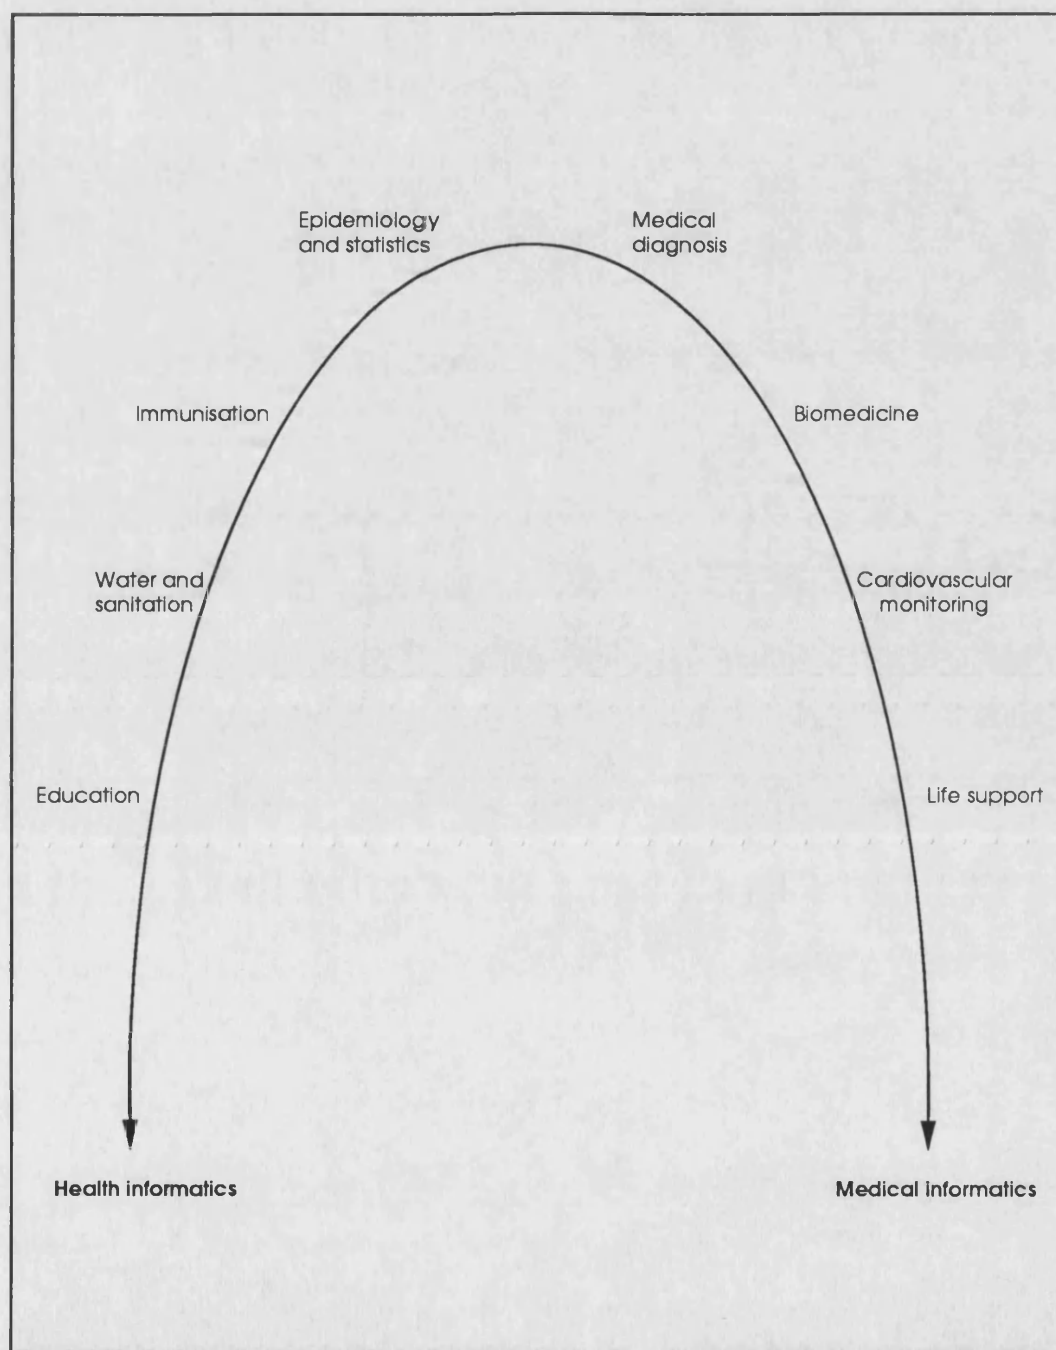 Epidemiology
and statistics
Medical
diagnosis
Immunisation
Biomedicine
Water and
sanitation
Cardiovascular
monitoring
Education
Life support
Health informatics
Medical informatics